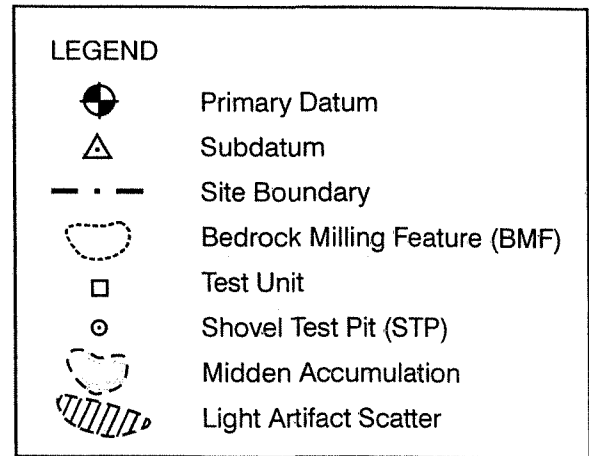 LEGEND
Primary Datum
Subdatum
Site Boundary
Bedrock Milling Feature (BMF)
Test Unit
Shovel Test Pit (STP)
Midden Accumulation
Light Artifact Scatter